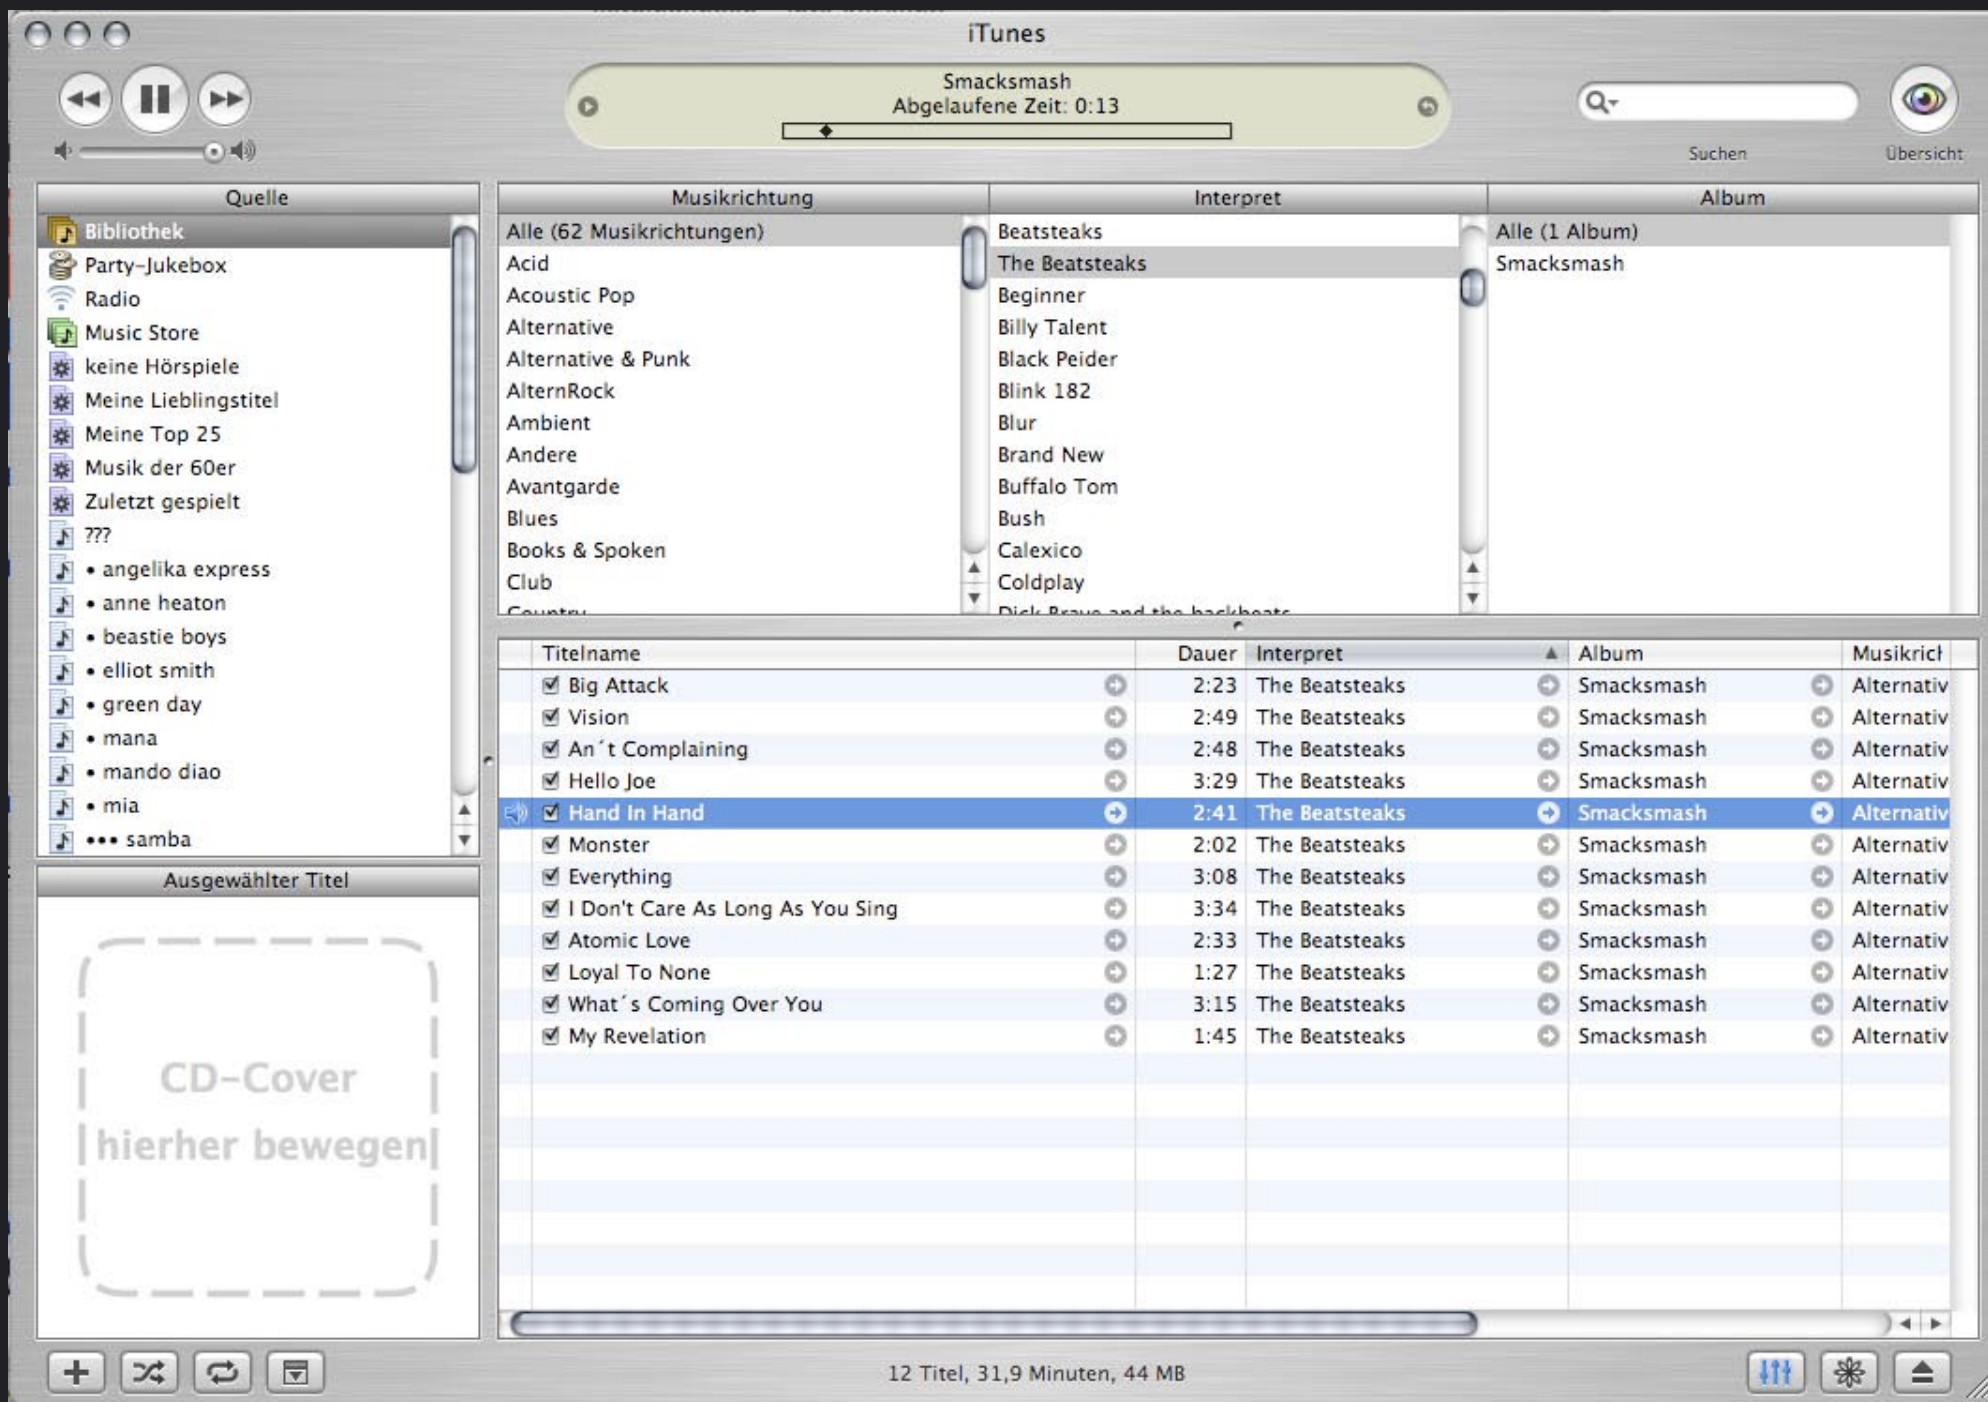 iTunes
Smacksmash
Abgelaufene Zeit: 0:13
Suchen
Übersicht
Quelle
Bibliothek
Party-Jukebox
Radio
Music Store
keine Hörspiele
Meine Lieblingstitel
Meine Top 25
Musik der 60er
Zuletzt gespielt
???
• angelika express
• anne heaton
• beastie boys
• elliot smith
• green day
• mana
• mando diao
• mia
••• samba
Ausgewählter Titel
CD-Cover
hierher bewegen
Musikrichtung
Alle (62 Musikrichtungen)
Acid
Acoustic Pop
Alternative
Alternative & Punk
AlternRock
Ambient
Andere
Avantgarde
Blues
Books & Spoken
Club
Country
Interpret
Beatsteaks
The Beatsteaks
Beginner
Billy Talent
Black Peider
Blink 182
Blur
Brand New
Buffalo Tom
Bush
Calexico
Coldplay
Dick Brave and the backbeats
Album
Alle (1 Album)
Smacksmash
Titelname Dauer Interpret Album Musikrich
Big Attack 2:23 The Beatsteaks Smacksmash Alternativ
Vision 2:49 The Beatsteaks Smacksmash Alternativ
An´t Complaining 2:48 The Beatsteaks Smacksmash Alternativ
Hello Joe 3:29 The Beatsteaks Smacksmash Alternativ
Hand In Hand 2:41 The Beatsteaks Smacksmash Alternativ
Monster 2:02 The Beatsteaks Smacksmash Alternativ
Everything 3:08 The Beatsteaks Smacksmash Alternativ
I Don't Care As Long As You Sing 3:34 The Beatsteaks Smacksmash Alternativ
Atomic Love 2:33 The Beatsteaks Smacksmash Alternativ
Loyal To None 1:27 The Beatsteaks Smacksmash Alternativ
What´s Coming Over You 3:15 The Beatsteaks Smacksmash Alternativ
My Revelation 1:45 The Beatsteaks Smacksmash Alternativ
12 Titel, 31,9 Minuten, 44 MB